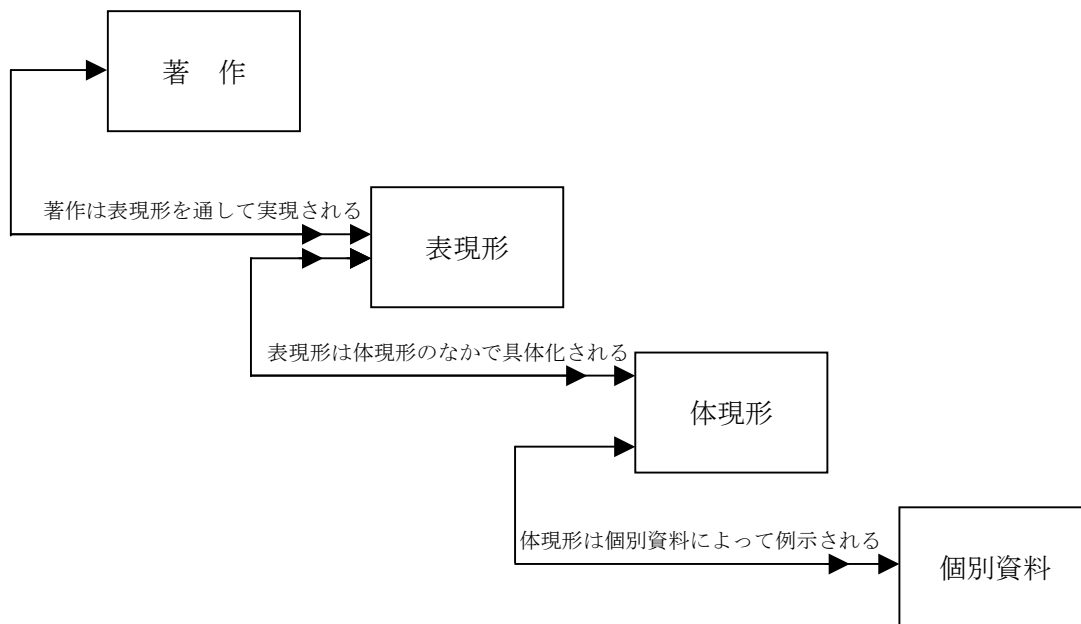 著　作
著作は表現形を通して実現される
表現形
表現形は体現形のなかで具体化される
体現形
体現形は個別資料によって例示される
個別資料